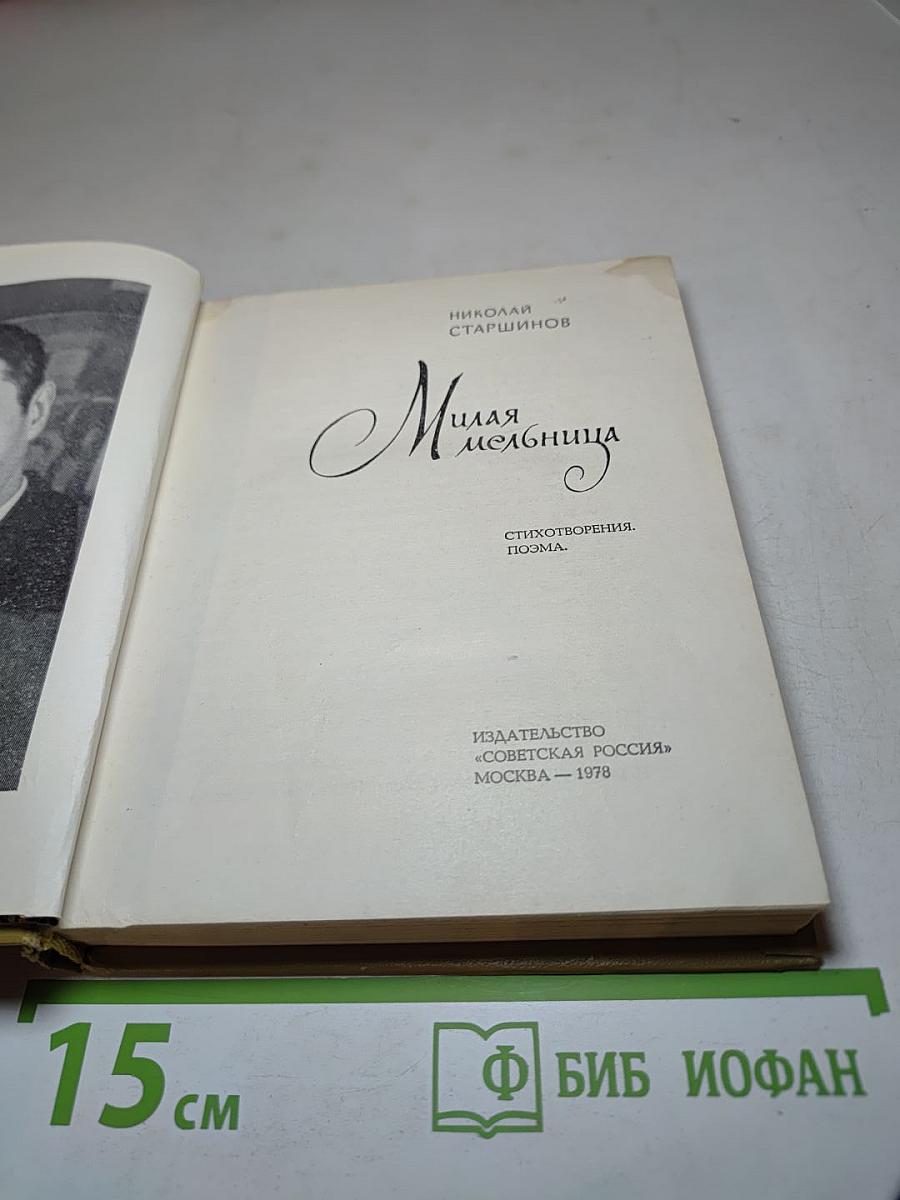 НИКОЛАЙ
СТАРШИНОВ
Милая
мельница
СТИХОТВОРЕНИЯ.
ПОЭМА.
ИЗДАТЕЛЬСТВО
«СОВЕТСКАЯ РОССИЯ»
МОСКВА — 1978
15 см
Ф БИБ ИОФАН